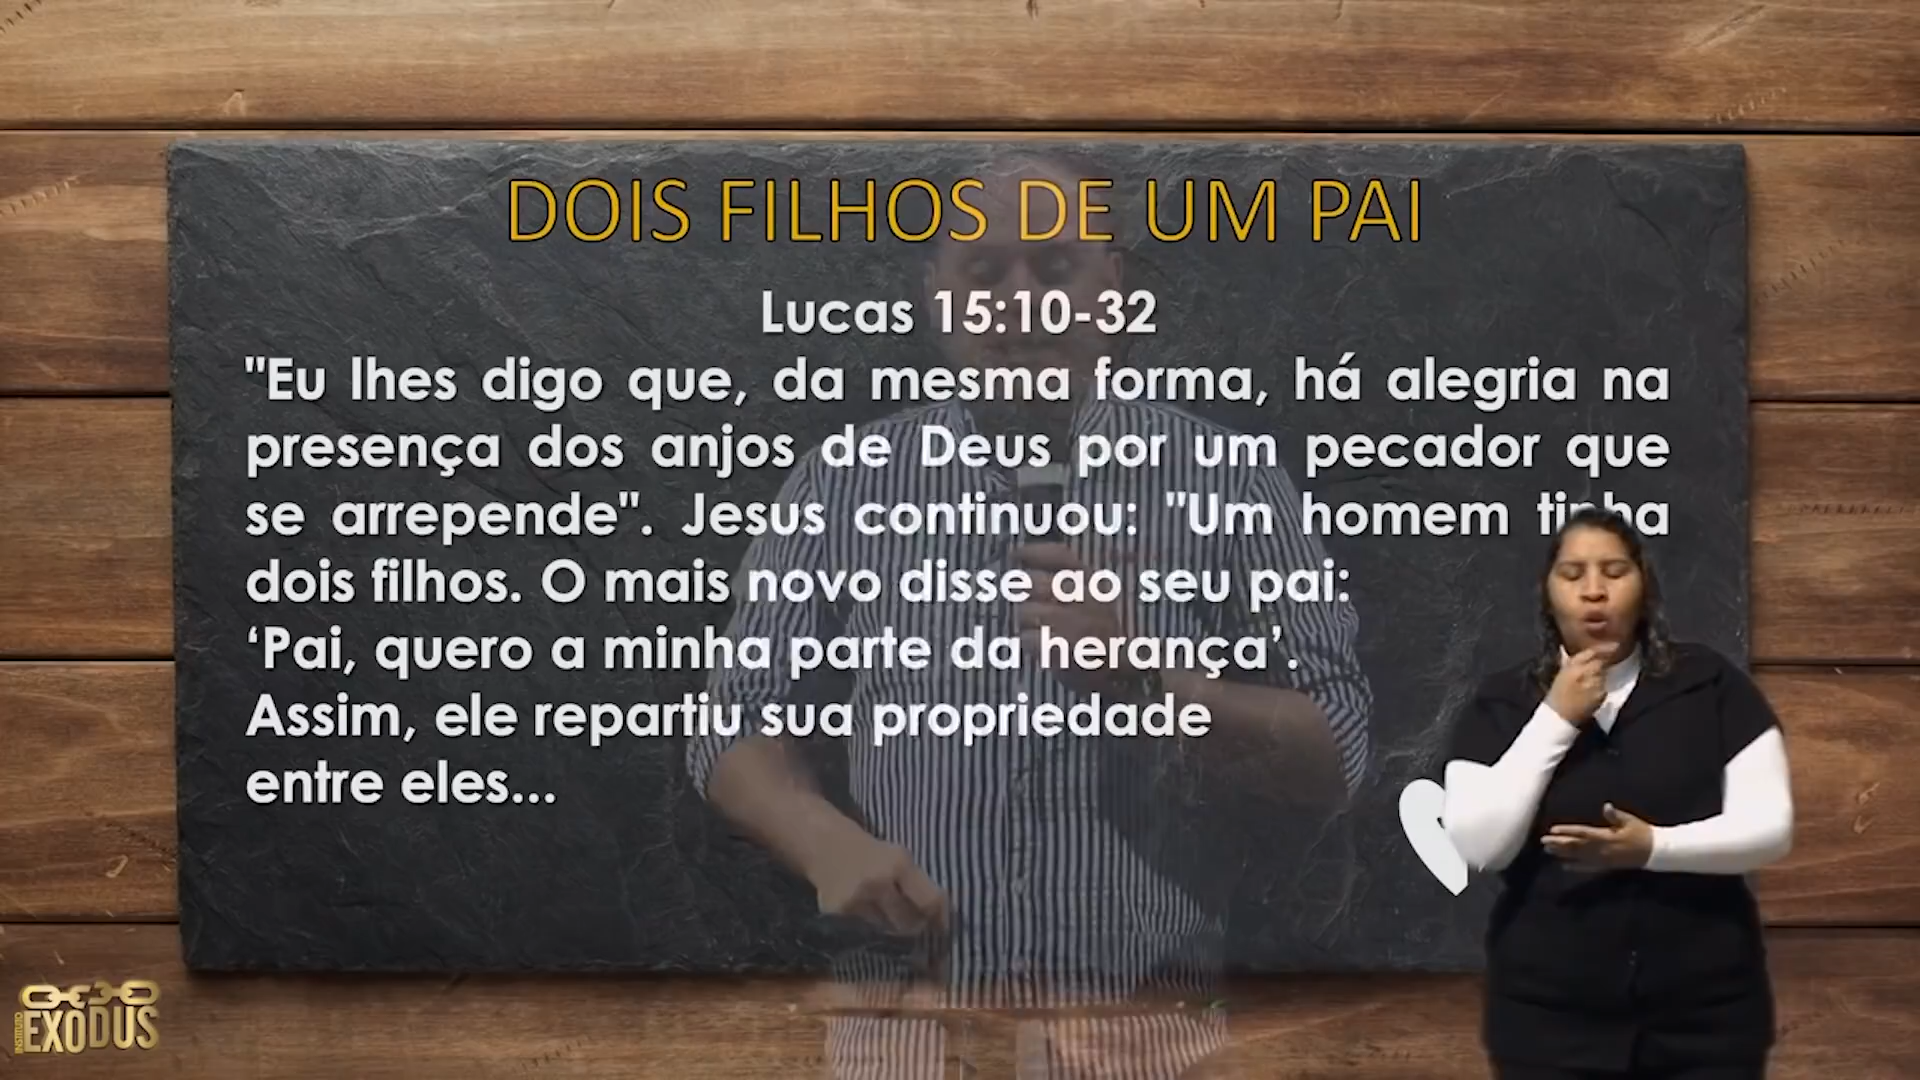 DOIS FILHOS DE UM PAI
Lucas 15:10-32
"Eu lhes digo que, da mesma forma, há alegria na
presença dos anjos de Deus por um pecador que
se arrepende". Jesus continuou: "Um homem tinha
dois filhos. O mais novo disse ao seu pai:
‘Pai, quero a minha parte da herança’.
Assim, ele repartiu sua propriedade
entre eles...
INSTITUTO
EXODUS